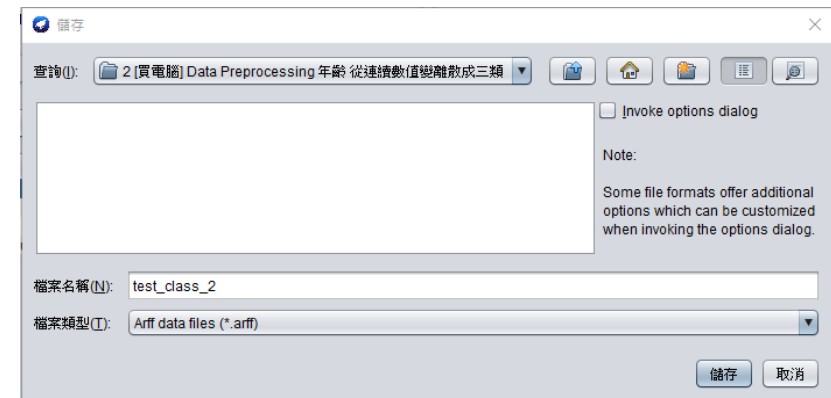 儲存
查詢(I): 2 [買電腦] Data Preprocessing 年齡 從連續數值變離散成三類
Invoke options dialog
Note:
Some file formats offer additional
options which can be customized
when invoking the options dialog.
檔案名稱(N): test_class_2
檔案類型(T): Arff data files (*.arff)
儲存 取消